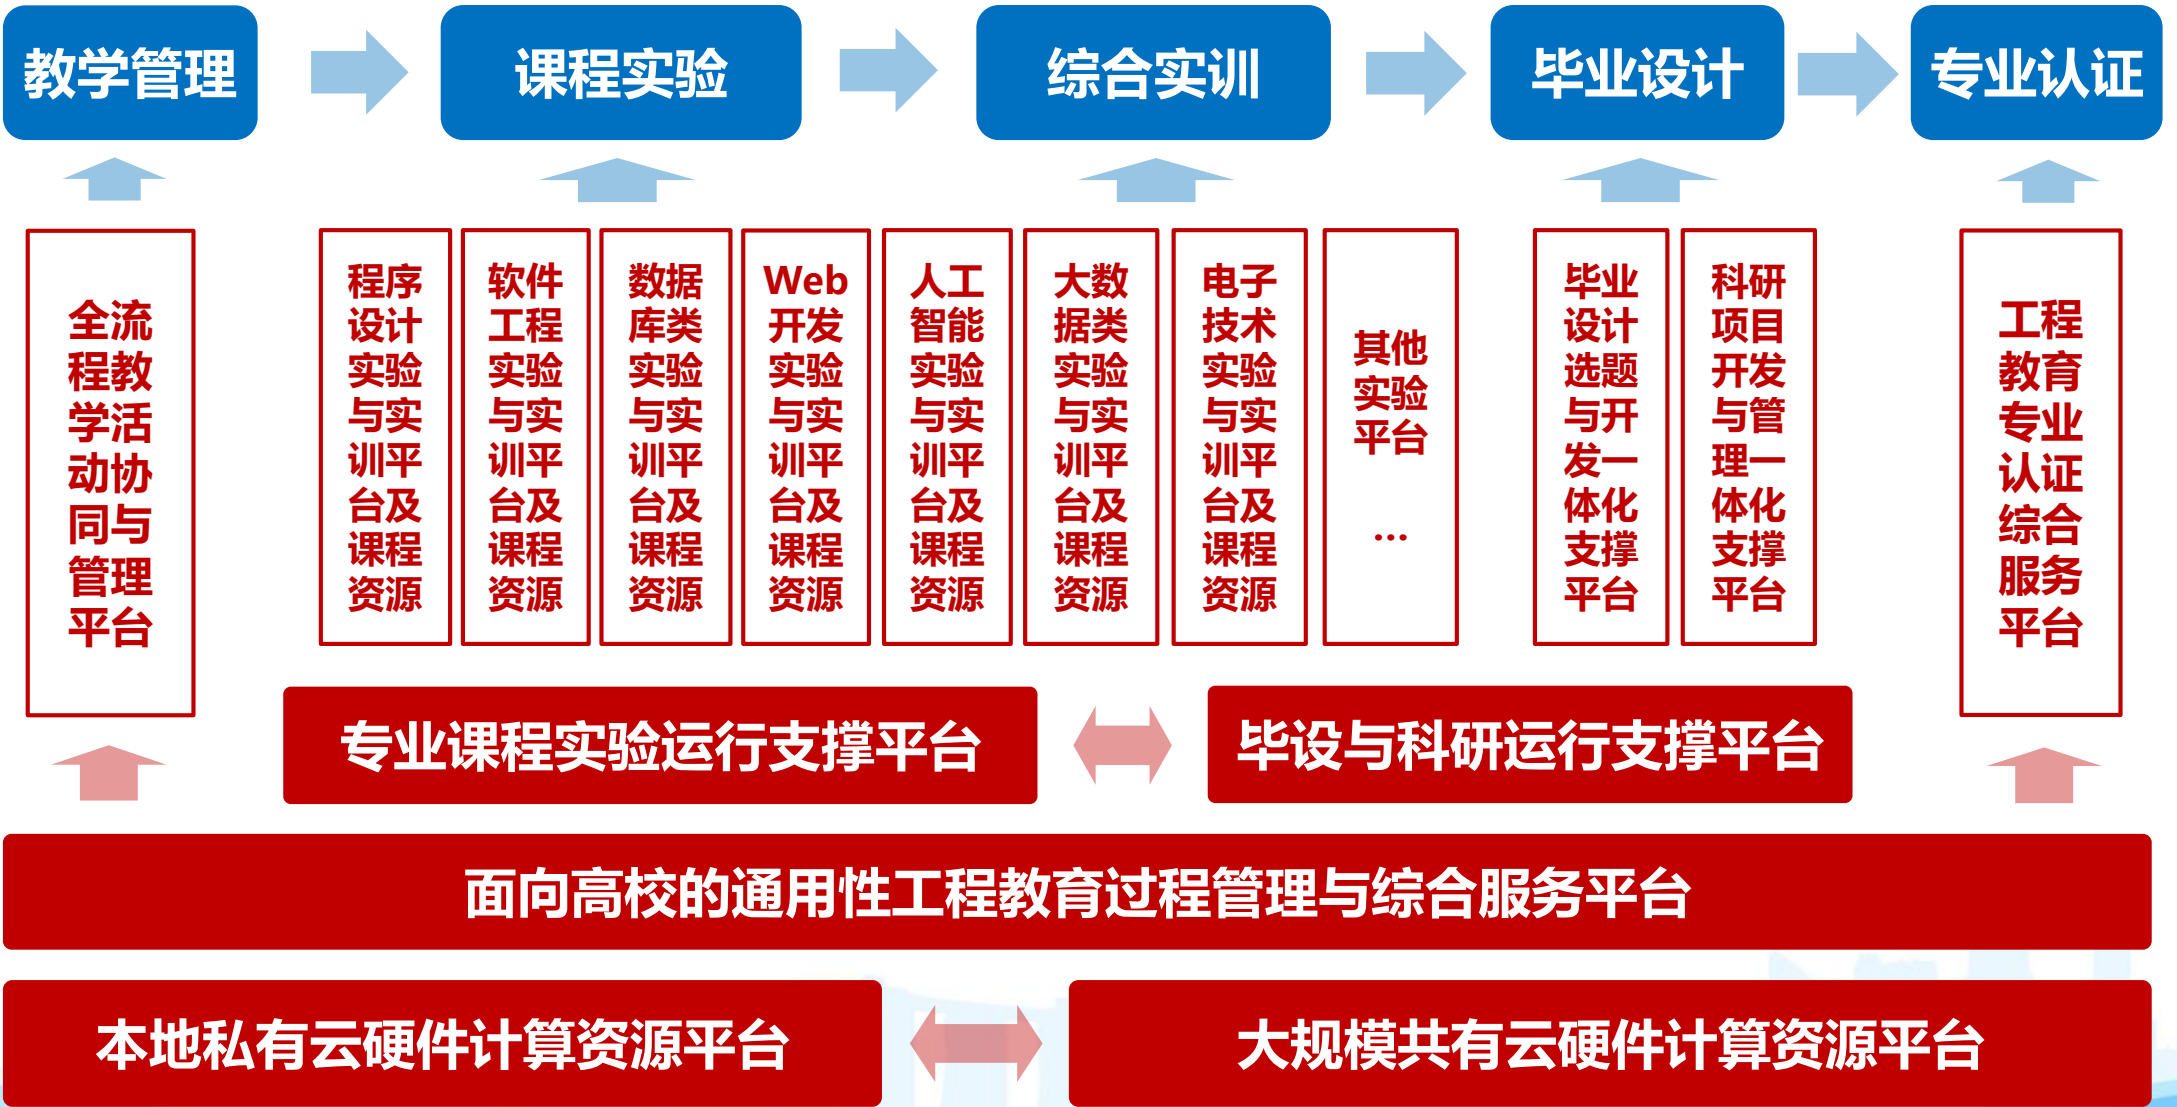 教学管理
课程实验
综合实训
毕业设计
专业认证
全流
程教
学活
动协
同与
管理
平台
程序
设计
实验
与实
训平
台及
课程
资源
软件
工程
实验
与实
训平
台及
课程
资源
数据
库类
实验
与实
训平
台及
课程
资源
Web
开发
实验
与实
训平
台及
课程
资源
人工
智能
实验
与实
训平
台及
课程
资源
大数
据类
实验
与实
训平
台及
课程
资源
电子
技术
实验
与实
训平
台及
课程
资源
其他
实验
平台
...
毕业
设计
选题
与开
发一
体化
支撑
平台
科研
项目
开发
与管
理一
体化
支撑
平台
工程
教育
专业
认证
综合
服务
平台
专业课程实验运行支撑平台
毕设与科研运行支撑平台
面向高校的通用性工程教育过程管理与综合服务平台
本地私有云硬件计算资源平台
大规模共有云硬件计算资源平台